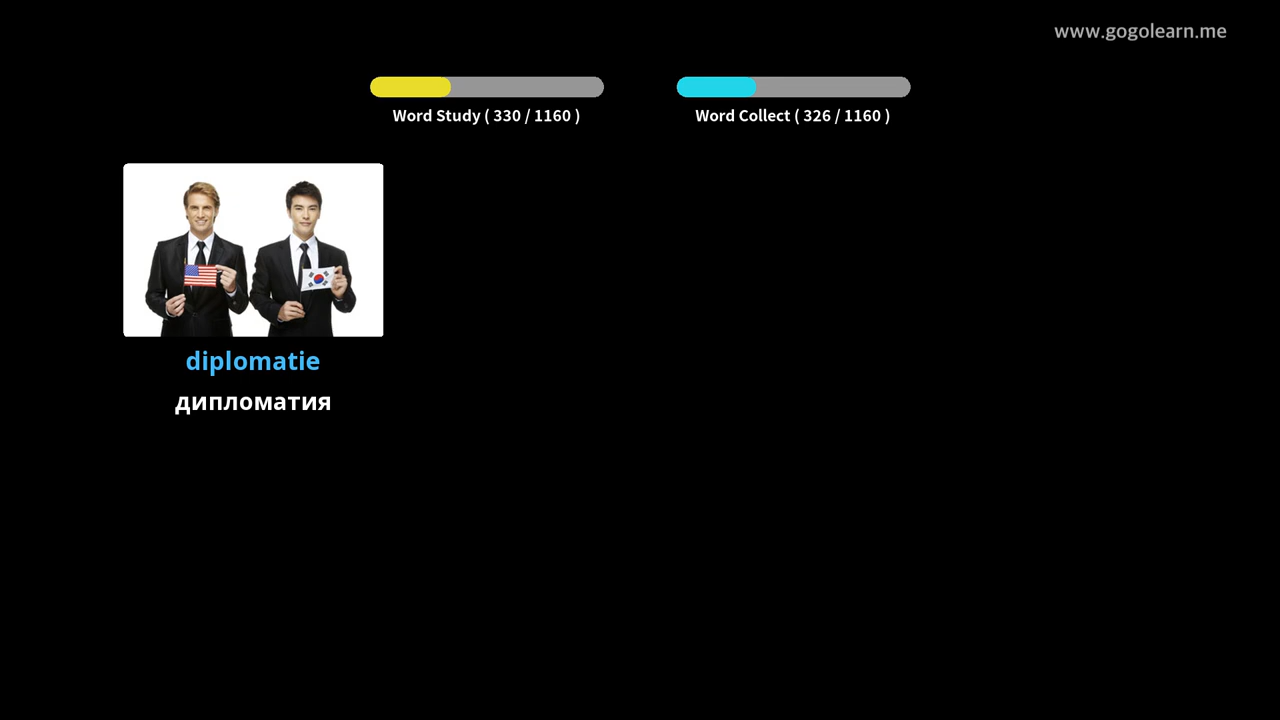 www.gogolearn.me
Word Study ( 330 / 1160 )
Word Collect ( 326 / 1160 )
diplomatie
дипломатия